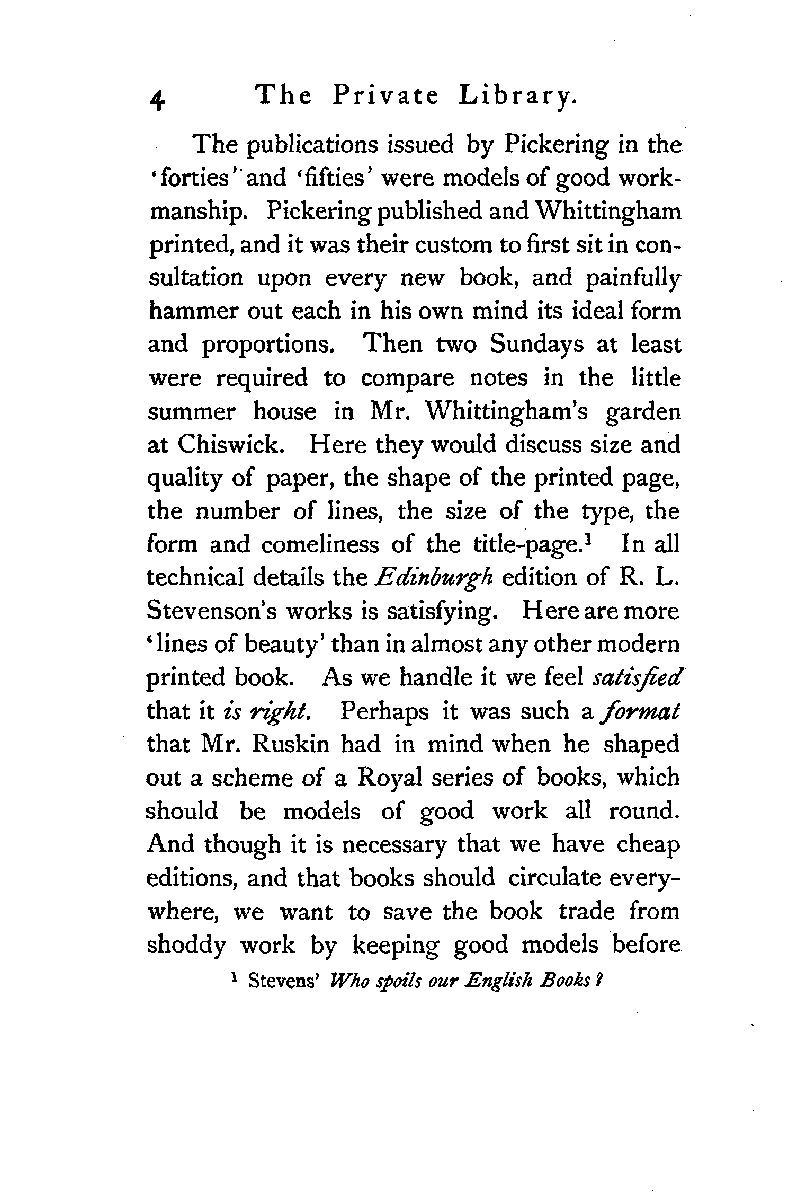 4 The Private Library.
The publications issued by Pickering in the
'forties' and 'fifties' were models of good work-
manship. Pickering published and Whittingham
printed, and it was their custom to first sit in con-
sultation upon every new book, and painfully
hammer out each in his own mind its ideal form
and proportions. Then two Sundays at least
were required to compare notes in the little
summer house in Mr. Whittingham's garden
at Chiswick. Here they would discuss size and
quality of paper, the shape of the printed page,
the number of lines, the size of the type, the
form and comeliness of the title-page.¹ In all
technical details the Edinburgh edition of R. L.
Stevenson's works is satisfying. Here are more
'lines of beauty' than in almost any other modern
printed book. As we handle it we feel satisfied
that it is right. Perhaps it was such a format
that Mr. Ruskin had in mind when he shaped
out a scheme of a Royal series of books, which
should be models of good work all round.
And though it is necessary that we have cheap
editions, and that books should circulate every-
where, we want to save the book trade from
shoddy work by keeping good models before
¹ Stevens' Who spoils our English Books?